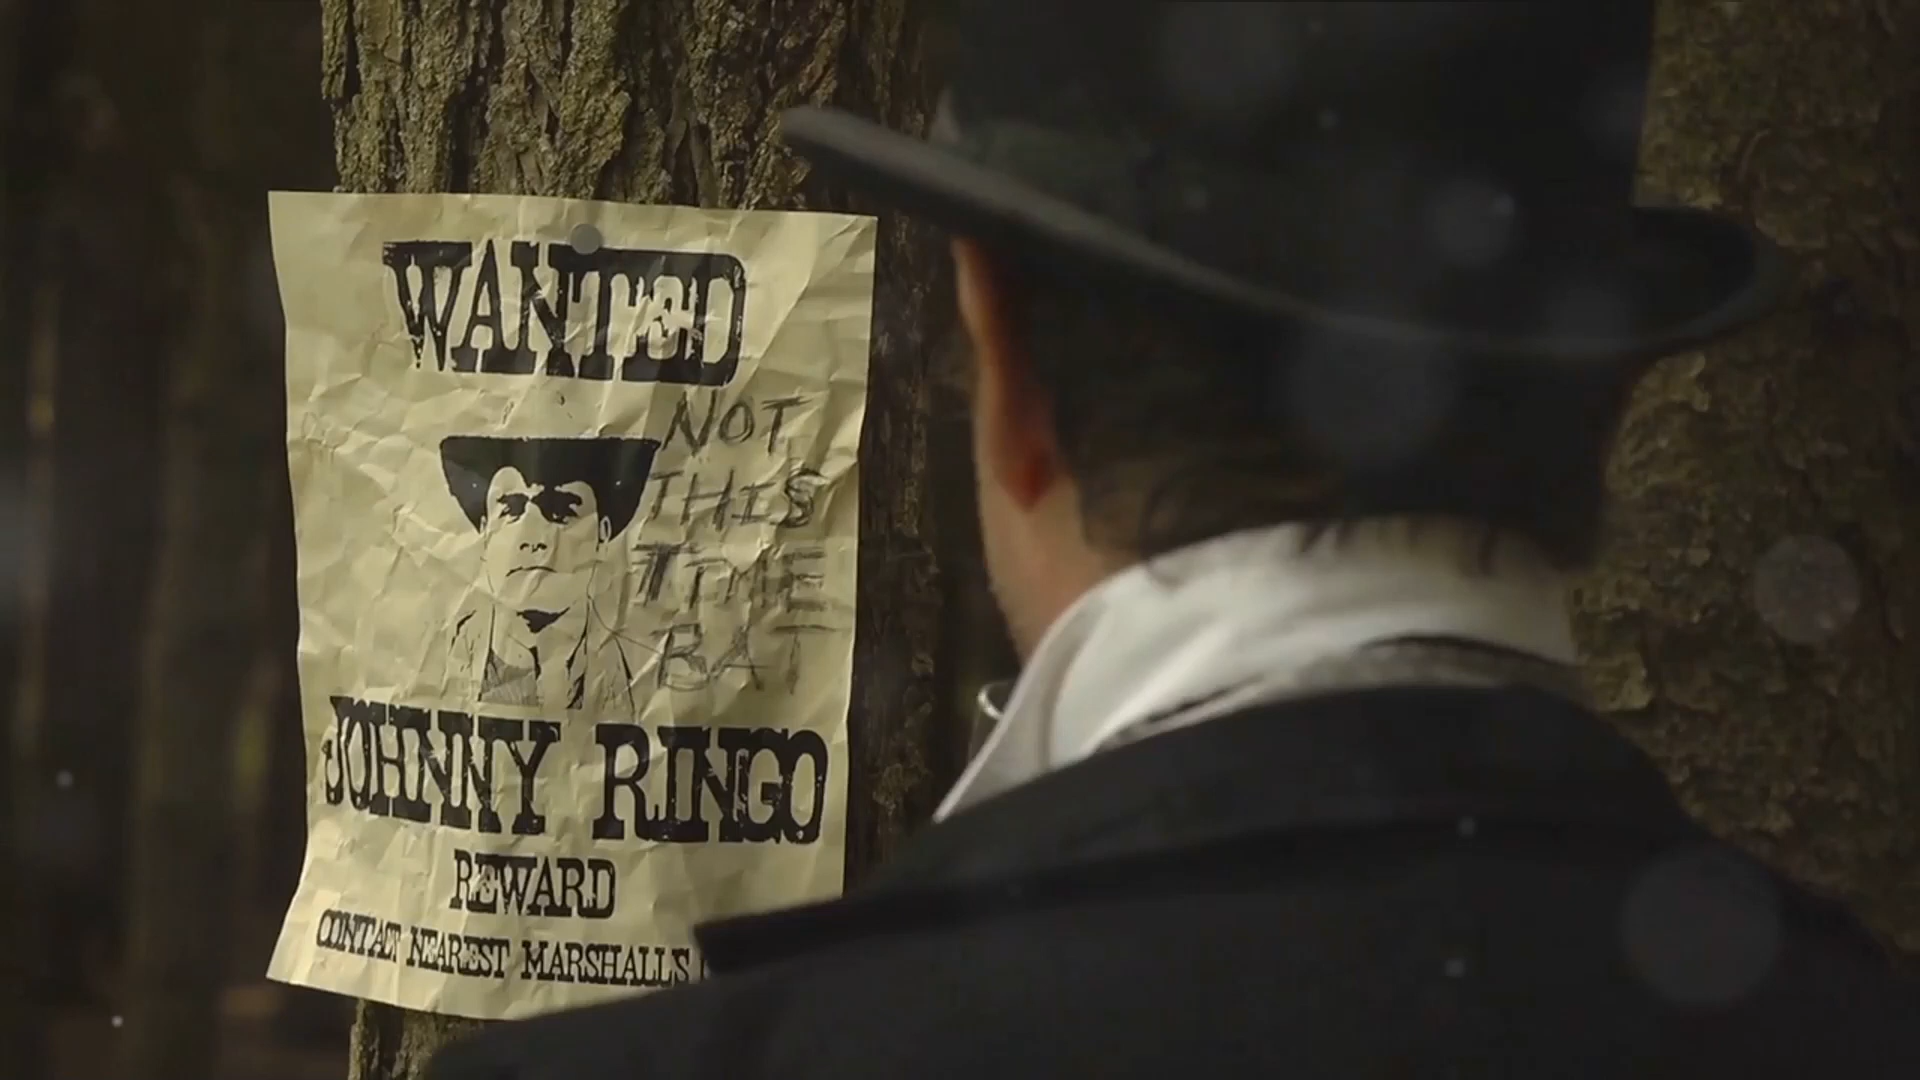 WANTED
NOT
THIS
TIME
BAT
JOHNNY RINGO
REWARD
CONTACT NEAREST MARSHALLS